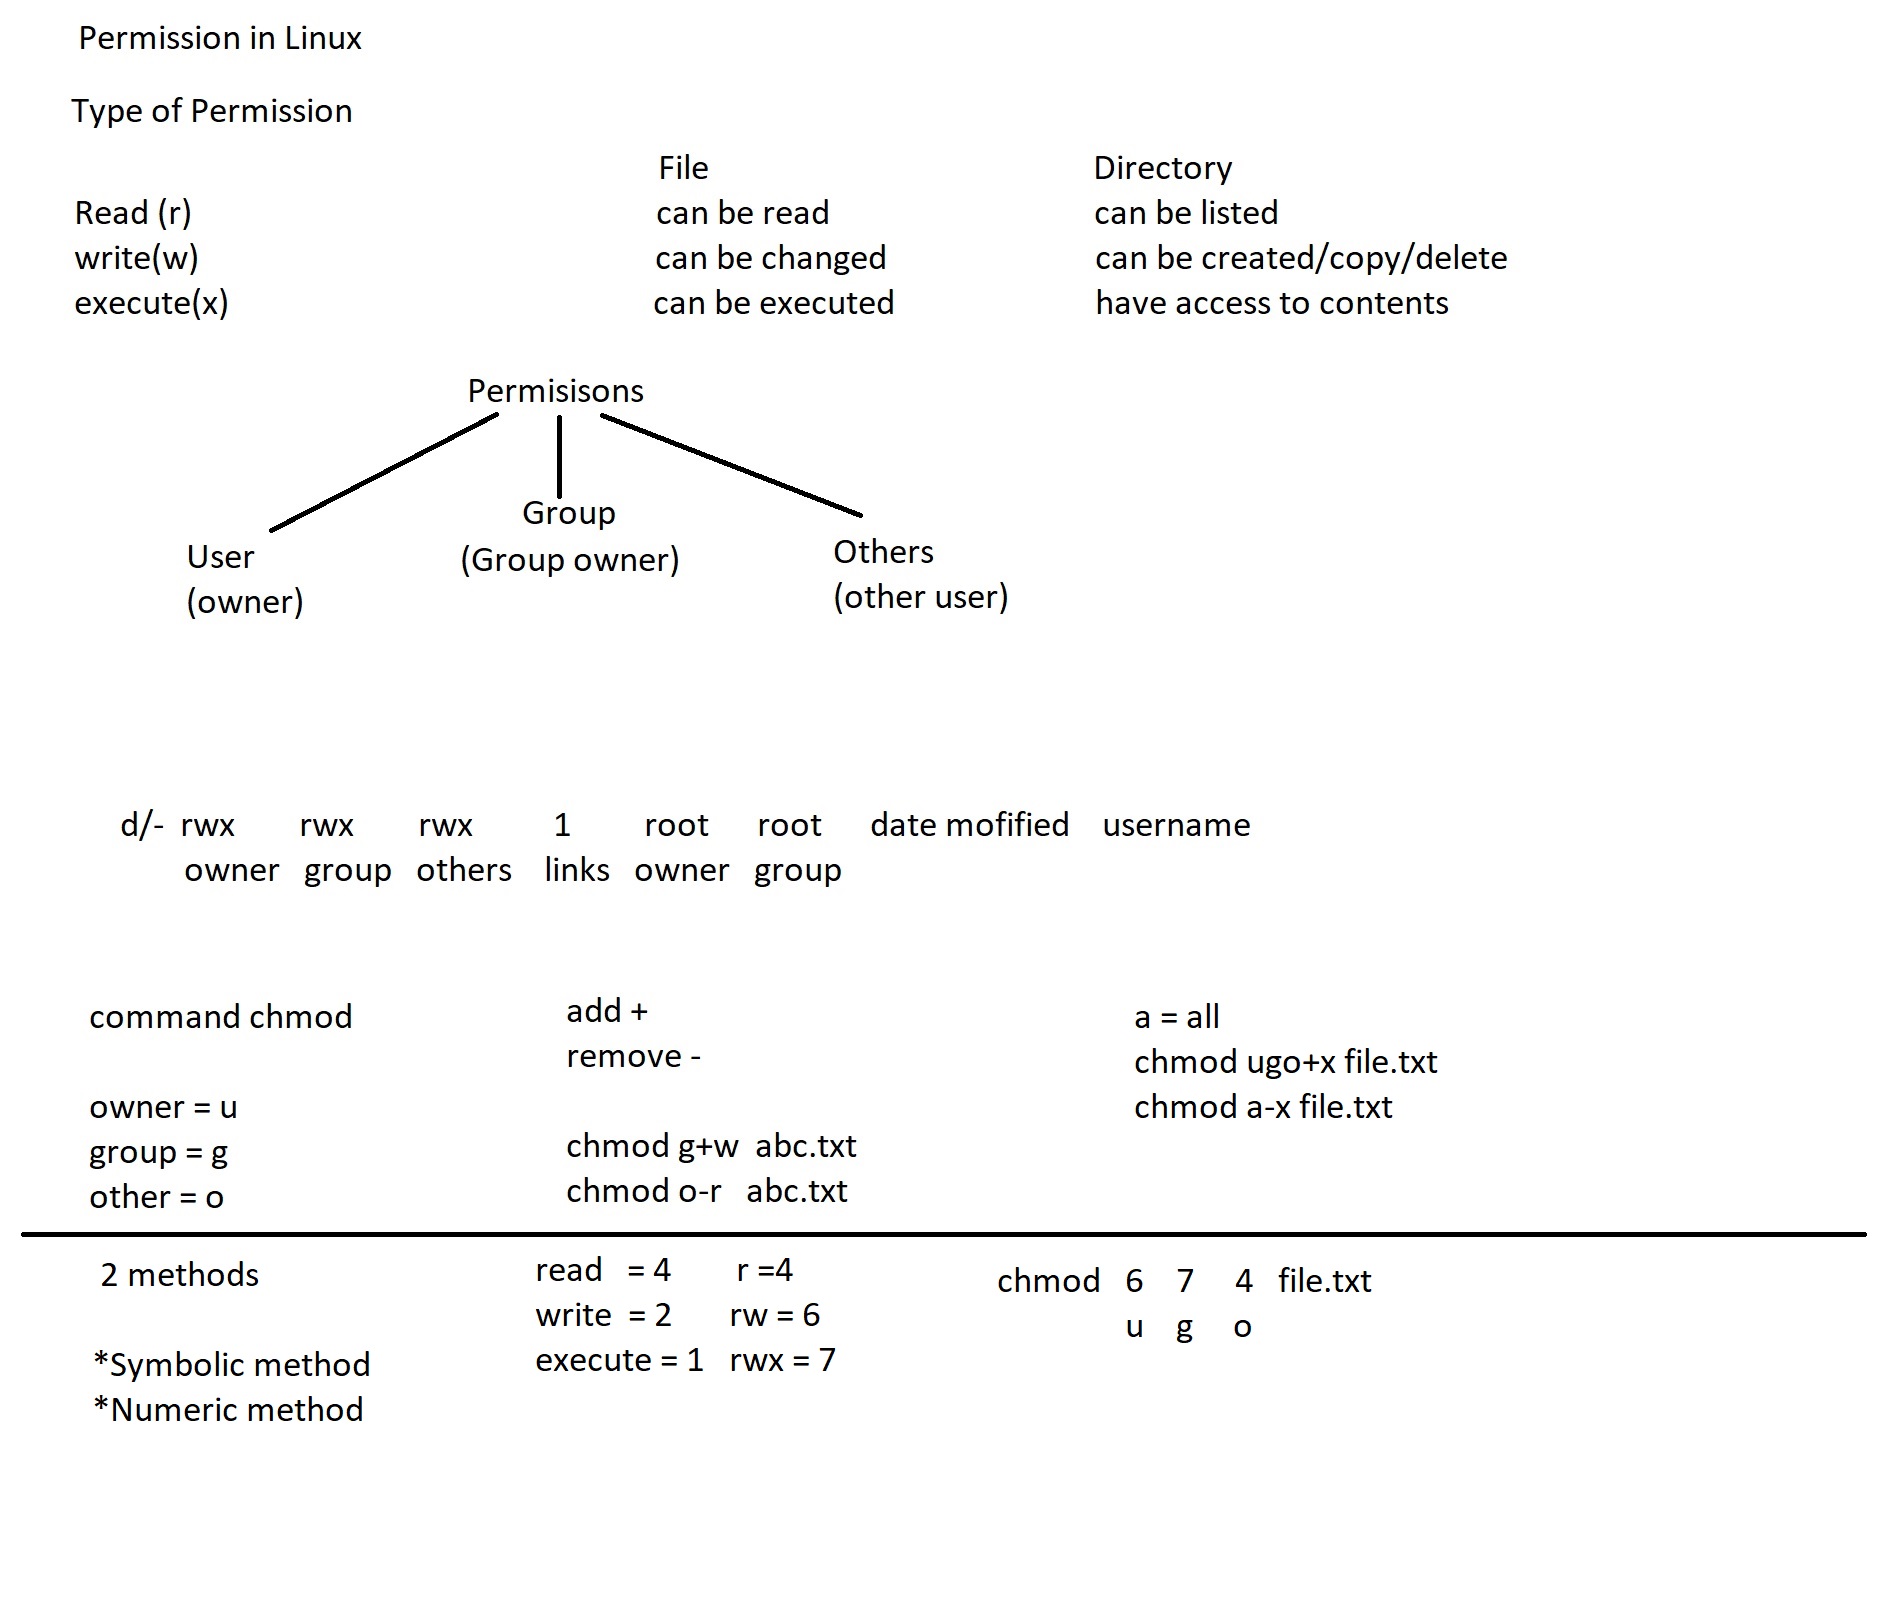 Permission in Linux
Type of Permission
File Directory
Read (r) can be read can be listed
write(w) can be changed can be created/copy/delete
execute(x) can be executed have access to contents
Permisisons
Group
(Group owner)
User
(owner)
Others
(other user)
d/- rwx rwx rwx 1 root root date mofified username
owner group others links owner group
command chmod
owner = u
group = g
other = o
add +
remove -
chmod g+w abc.txt
chmod o-r abc.txt
a = all
chmod ugo+x file.txt
chmod a-x file.txt
2 methods
*Symbolic method
*Numeric method
read = 4 r =4
write = 2 rw = 6
execute = 1 rwx = 7
chmod 6 7 4 file.txt
u g o